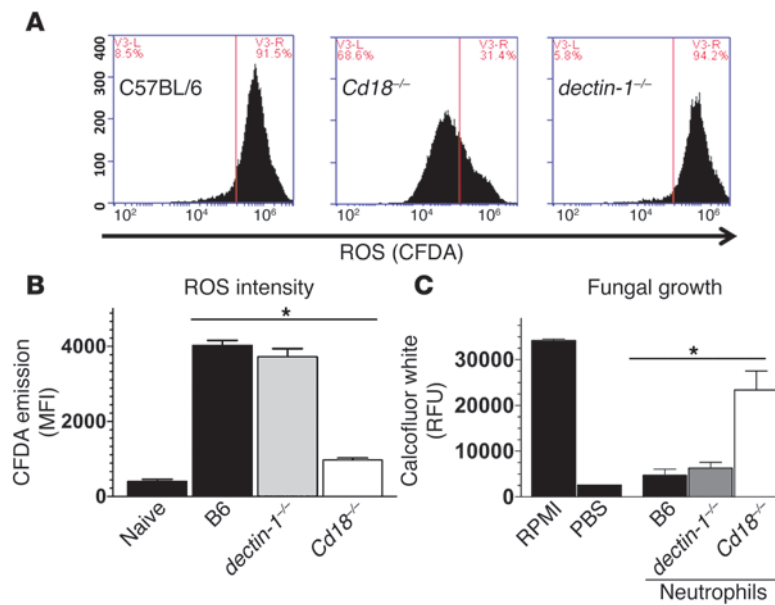 A
V3-L V3-R
8.5% 91.5%
C57BL/6
V3-L V3-R
68.6% 31.4%
Cd18–/–
V3-L V3-R
5.8% 94.2%
dectin-1–/–
400
300
200
100
0
10² 10⁴ 10⁶
10² 10⁴ 10⁶
10² 10⁴ 10⁶
ROS (CFDA)
B
ROS intensity
*
CFDA emission
(MFI)
4000
2000
0
Naive
B6
dectin-1–/–
Cd18–/–
C
Fungal growth
*
Calcofluor white
(RFU)
30000
20000
10000
0
RPMI
PBS
B6
dectin-1–/–
Cd18–/–
Neutrophils